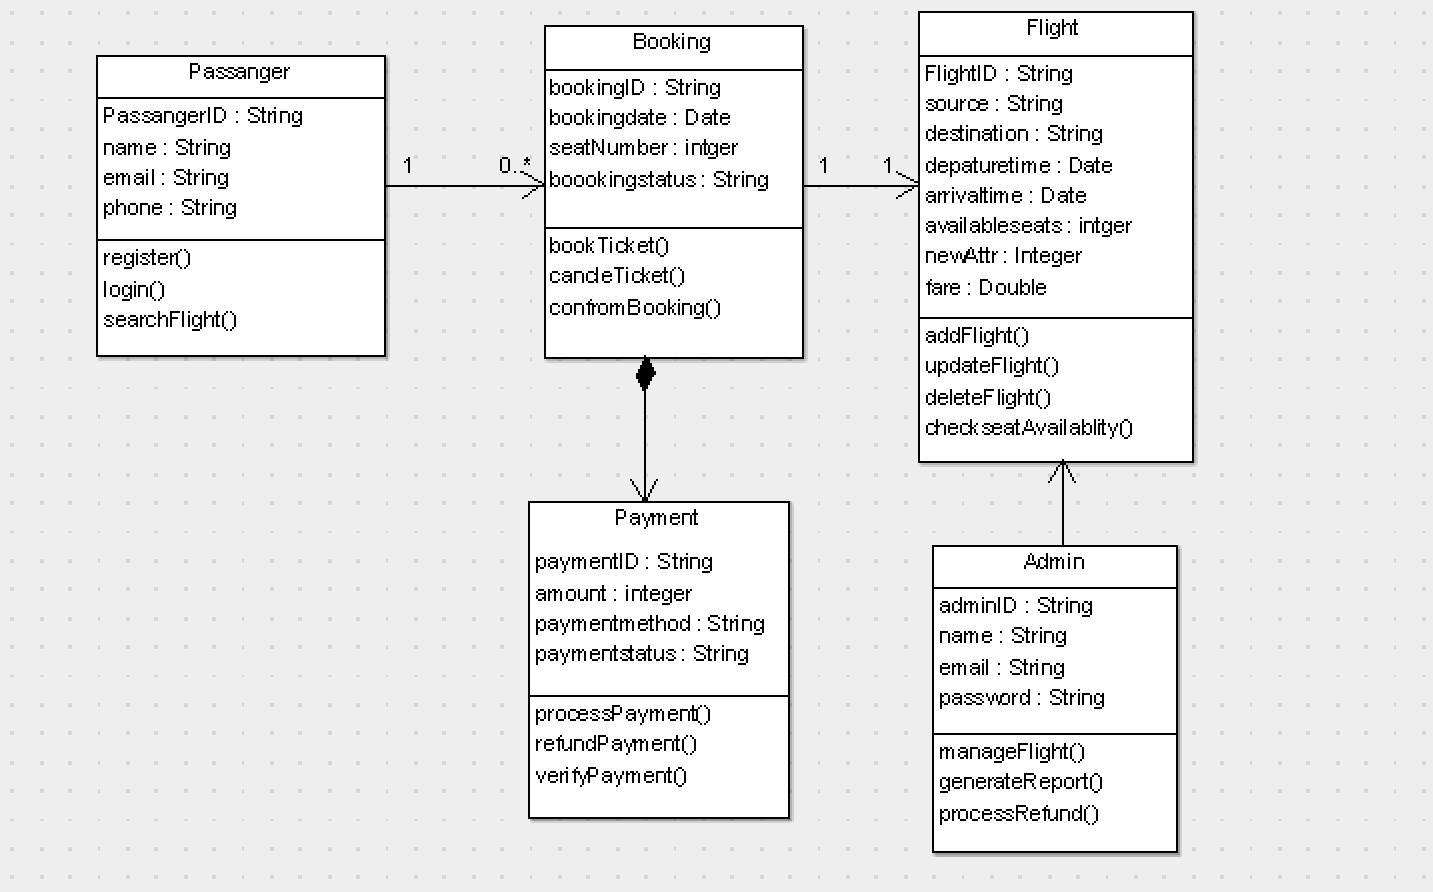 Passanger
PassangerID : String
name : String
email : String
phone : String
register()
login()
searchFlight()
1
0..*
Booking
bookingID : String
bookingdate : Date
seatNumber : intger
boookingstatus : String
bookTicket()
cancleTicket()
confromBooking()
1
1
Flight
FlightID : String
source : String
destination : String
depaturetime : Date
arrivaltime : Date
availableseats : intger
newAttr : Integer
fare : Double
addFlight()
updateFlight()
deleteFlight()
checkseatAvailablity()
Payment
paymentID : String
amount : integer
paymentmethod : String
paymentstatus : String
processPayment()
refundPayment()
verifyPayment()
Admin
adminID : String
name : String
email : String
password : String
manageFlight()
generateReport()
processRefund()